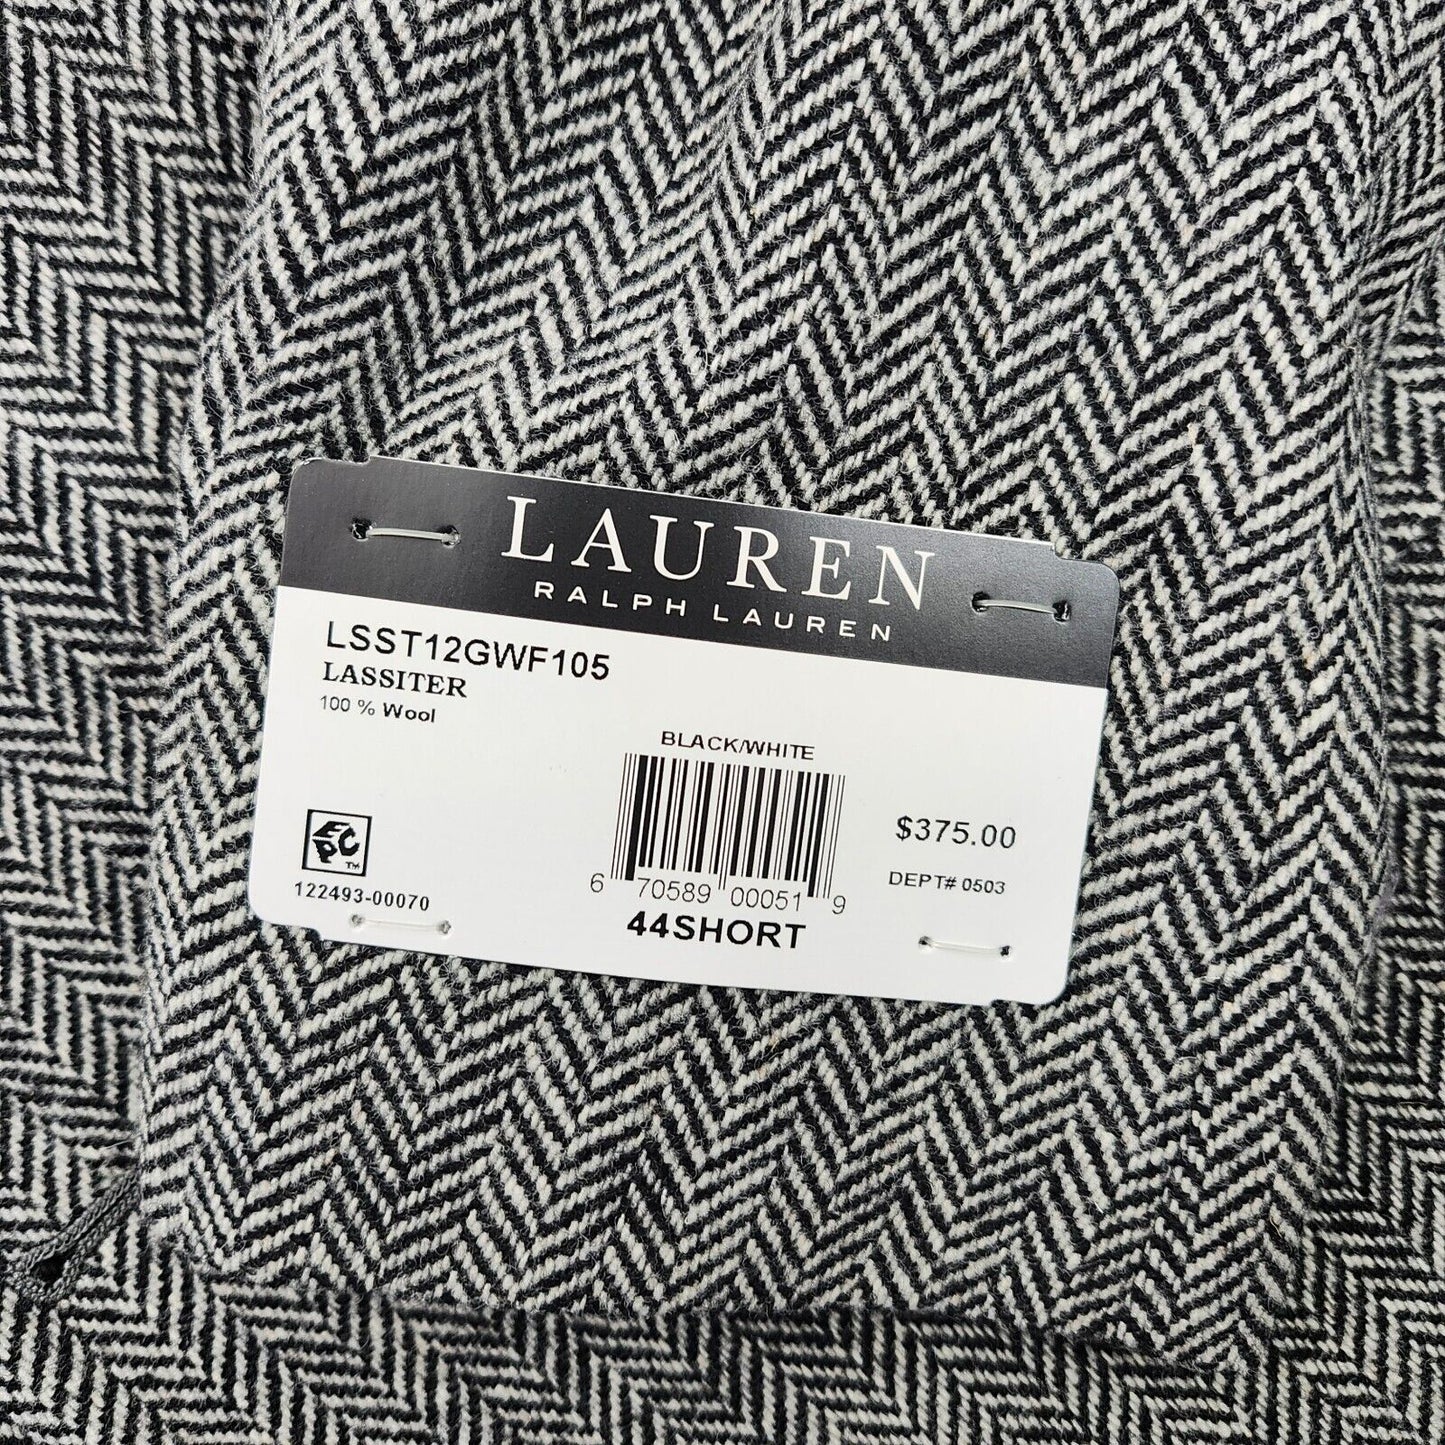 LAUREN
RALPH LAUREN
LSST12GWF105
LASSITER
100 % Wool
BLACK/WHITE
$375.00
DEPT# 0503
EPC™
122493-00070
6 70589 00051 9
44SHORT